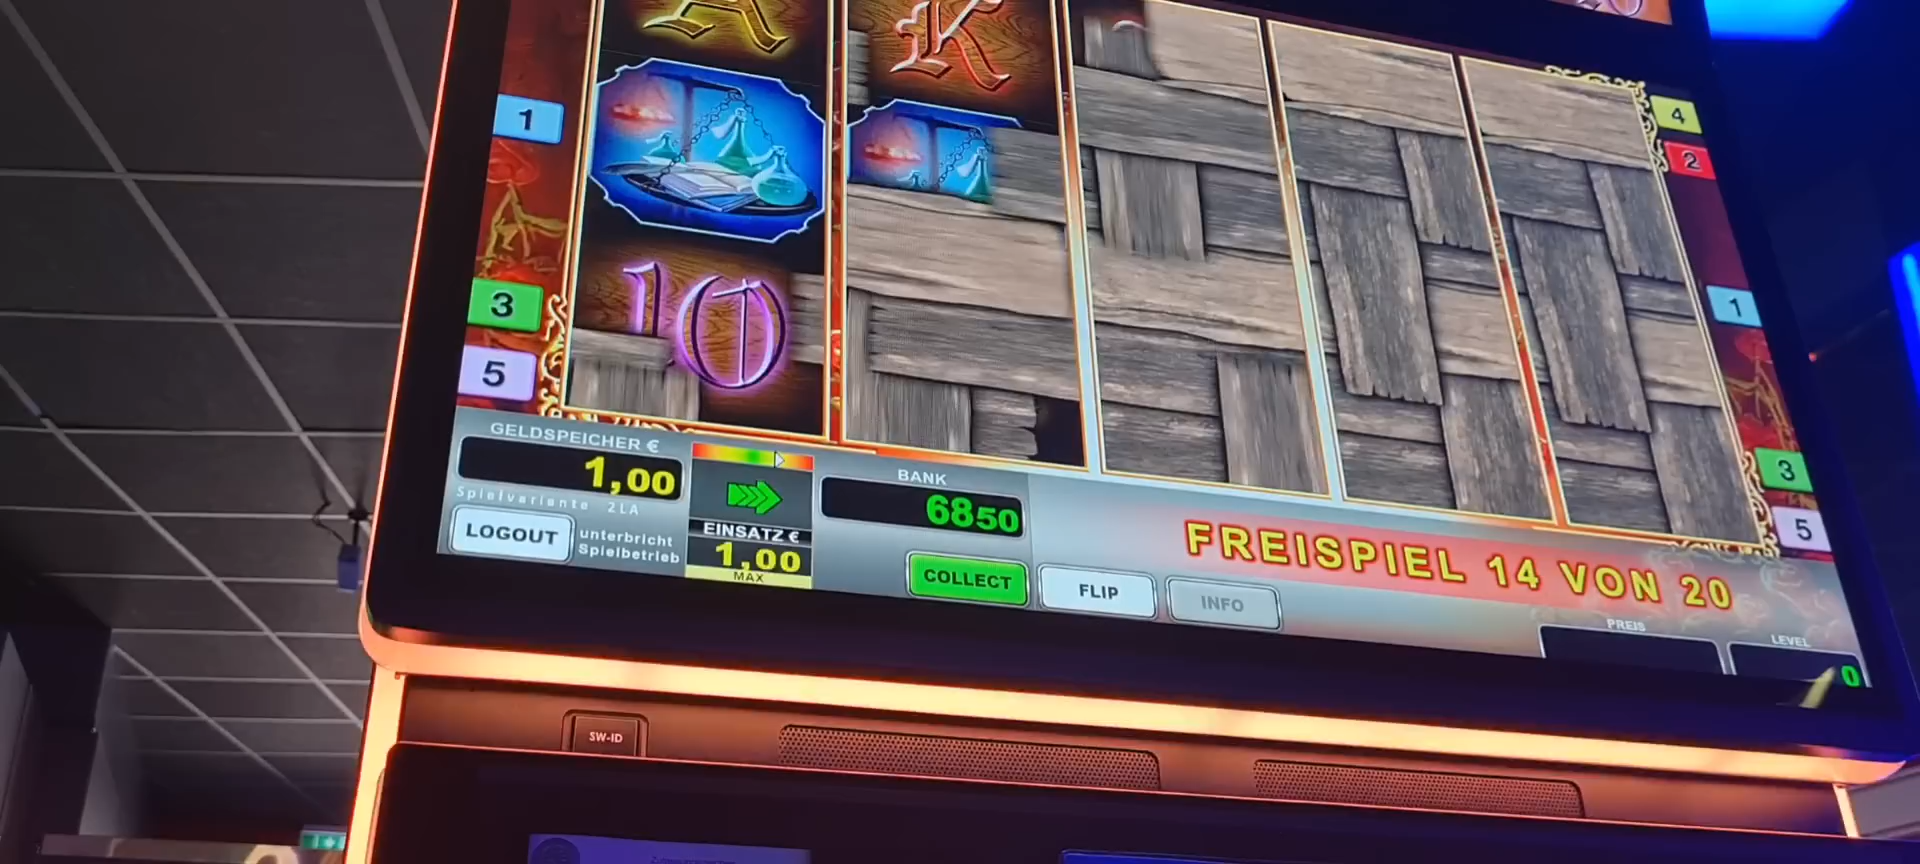 A
K
1
10
3
5
4
2
1
3
5
GELDSPEICHER €
1,00
Spielvariente 2LA
LOGOUT
unterbricht
Spielbetrieb
EINSATZ €
1,00
MAX
BANK
6850
COLLECT
FLIP
INFO
FREISPIEL 14 VON 20
PREIS
LEVEL
0
SW-ID